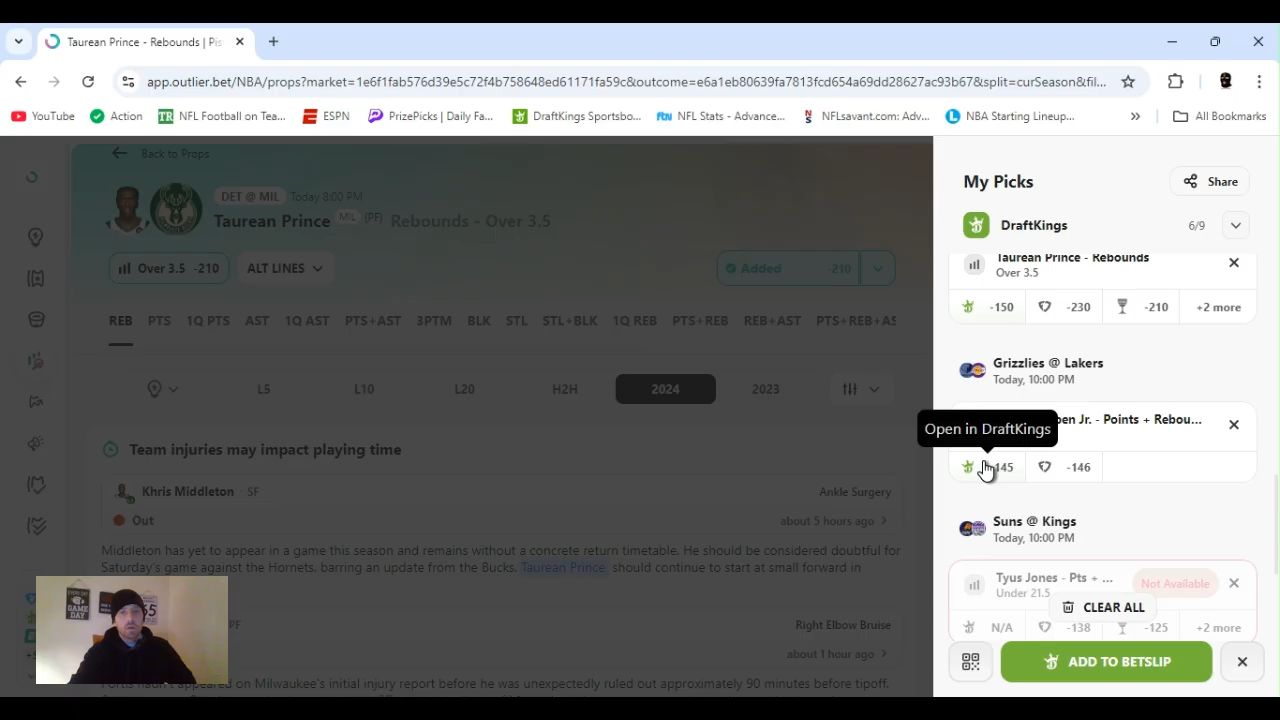 Taurean Prince - Rebounds | Pis
app.outlier.bet/NBA/props?market=1e6f1fab576d39e5c72f4b758648ed61171fa59c&outcome=e6a1eb80639fa7813fcd654a69dd28627ac93b67&split=curSeason&fil...
YouTube Action NFL Football on Tea... ESPN PrizePicks | Daily Fa... DraftKings Sportsbo... NFL Stats - Advance... NFLsavant.com: Adv... NBA Starting Lineup... » All Bookmarks
Back to Props
DET @ MIL Today 8:00 PM
Taurean Prince MIL (PF) Rebounds - Over 3.5
Over 3.5 -210 ALT LINES Added -210
REB PTS 1Q PTS AST 1Q AST PTS+AST 3PTM BLK STL STL+BLK 1Q REB PTS+REB REB+AST PTS+REB+AS
L5 L10 L20 H2H 2024 2023
Team injuries may impact playing time
Khris Middleton · SF Ankle Surgery
Out about 5 hours ago
Middleton has yet to appear in a game this season and remains without a concrete return timetable. He should be considered doubtful for
Saturday's game against the Hornets, barring an update from the Bucks. Taurean Prince should continue to start at small forward in
PF Right Elbow Bruise
about 1 hour ago
appeared on Milwaukee's initial injury report before he was unexpectedly ruled out approximately 90 minutes before tipoff.
My Picks Share
DraftKings 6/9
Taurean Prince - Rebounds
Over 3.5
-150 -230 -210 +2 more
Grizzlies @ Lakers
Today, 10:00 PM
Open in DraftKings
Jr. - Points + Rebou...
145 -146
Suns @ Kings
Today, 10:00 PM
Tyus Jones - Pts + ... Not Available
Under 21.5
CLEAR ALL
N/A -138 -125 +2 more
ADD TO BETSLIP
GAME DAY